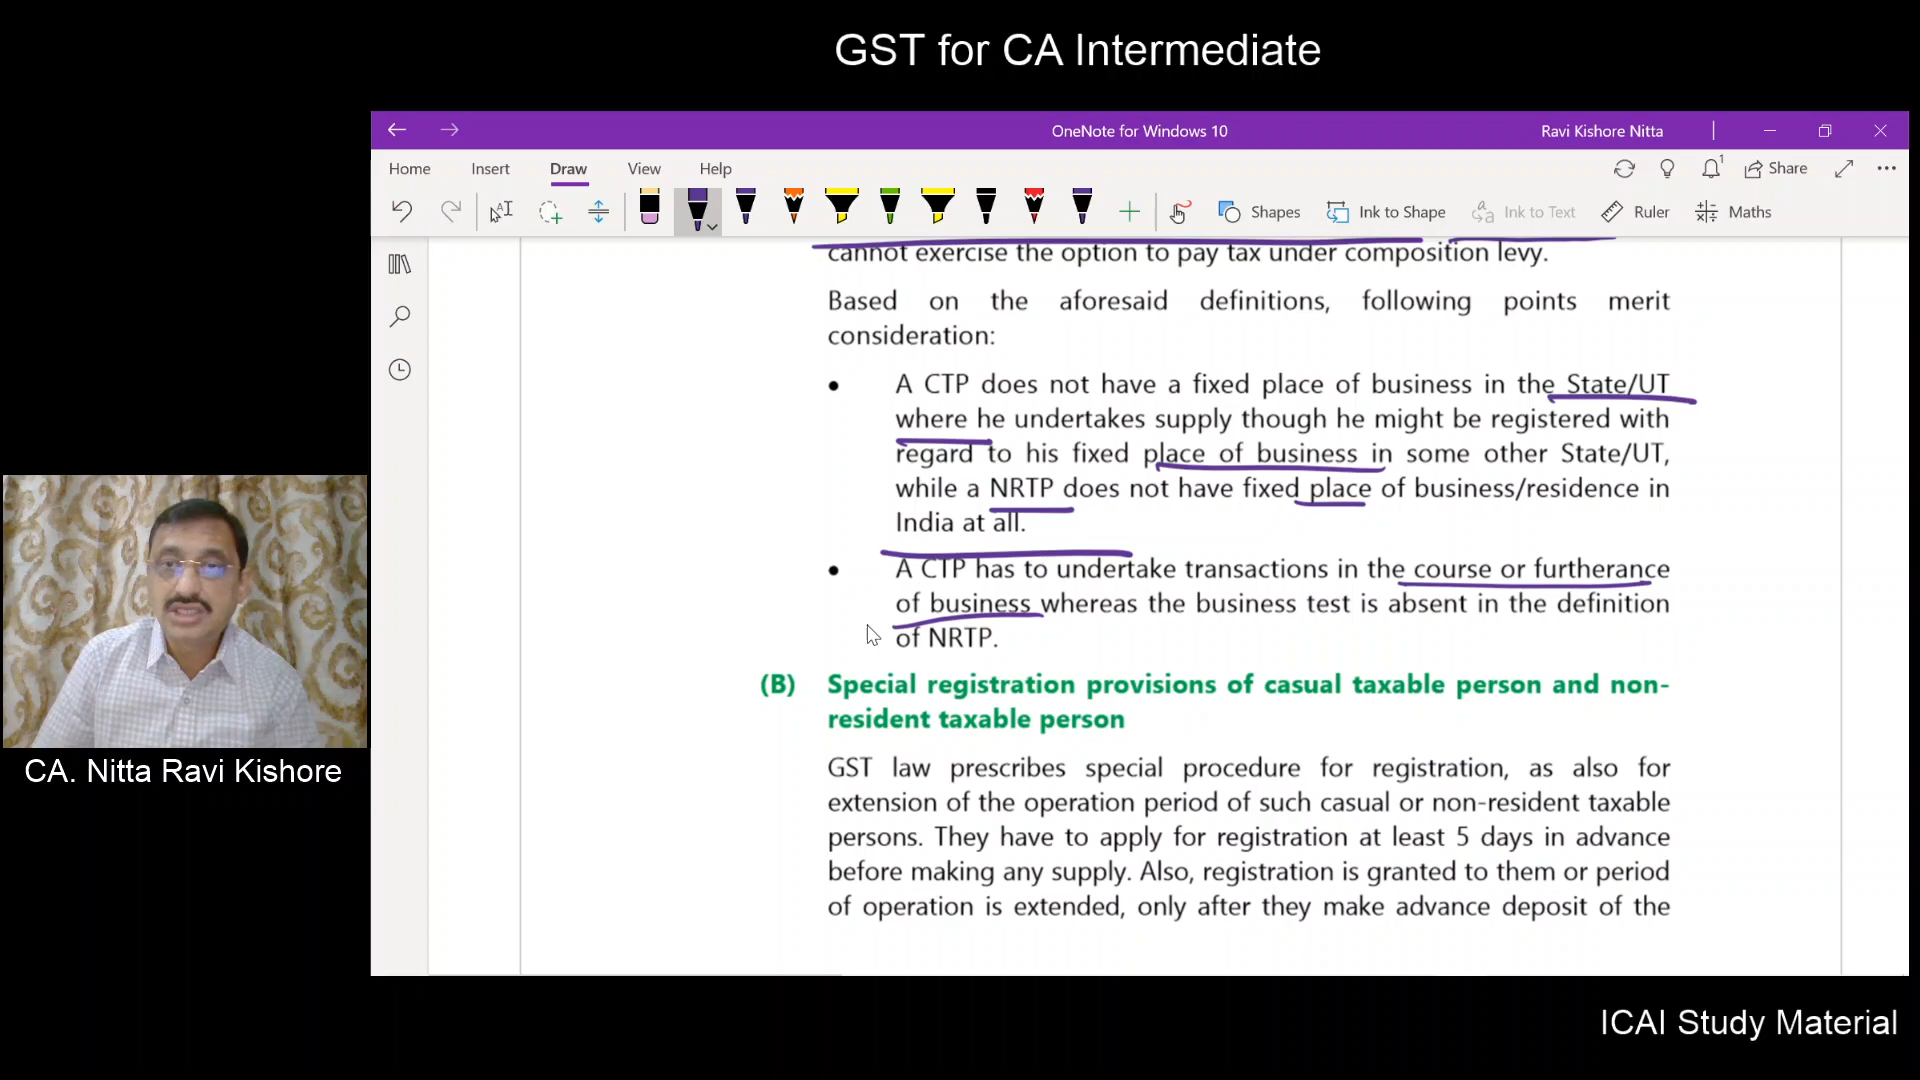 GST for CA Intermediate
OneNote for Windows 10
Ravi Kishore Nitta
Home Insert Draw View Help
Share
Shapes Ink to Shape Ink to Text Ruler Maths
cannot exercise the option to pay tax under composition levy.
Based on the aforesaid definitions, following points merit
consideration:
• A CTP does not have a fixed place of business in the State/UT
where he undertakes supply though he might be registered with
regard to his fixed place of business in some other State/UT,
while a NRTP does not have fixed place of business/residence in
India at all.
• A CTP has to undertake transactions in the course or furtherance
of business whereas the business test is absent in the definition
of NRTP.
(B) Special registration provisions of casual taxable person and non-
resident taxable person
GST law prescribes special procedure for registration, as also for
extension of the operation period of such casual or non-resident taxable
persons. They have to apply for registration at least 5 days in advance
before making any supply. Also, registration is granted to them or period
of operation is extended, only after they make advance deposit of the
CA. Nitta Ravi Kishore
ICAI Study Material